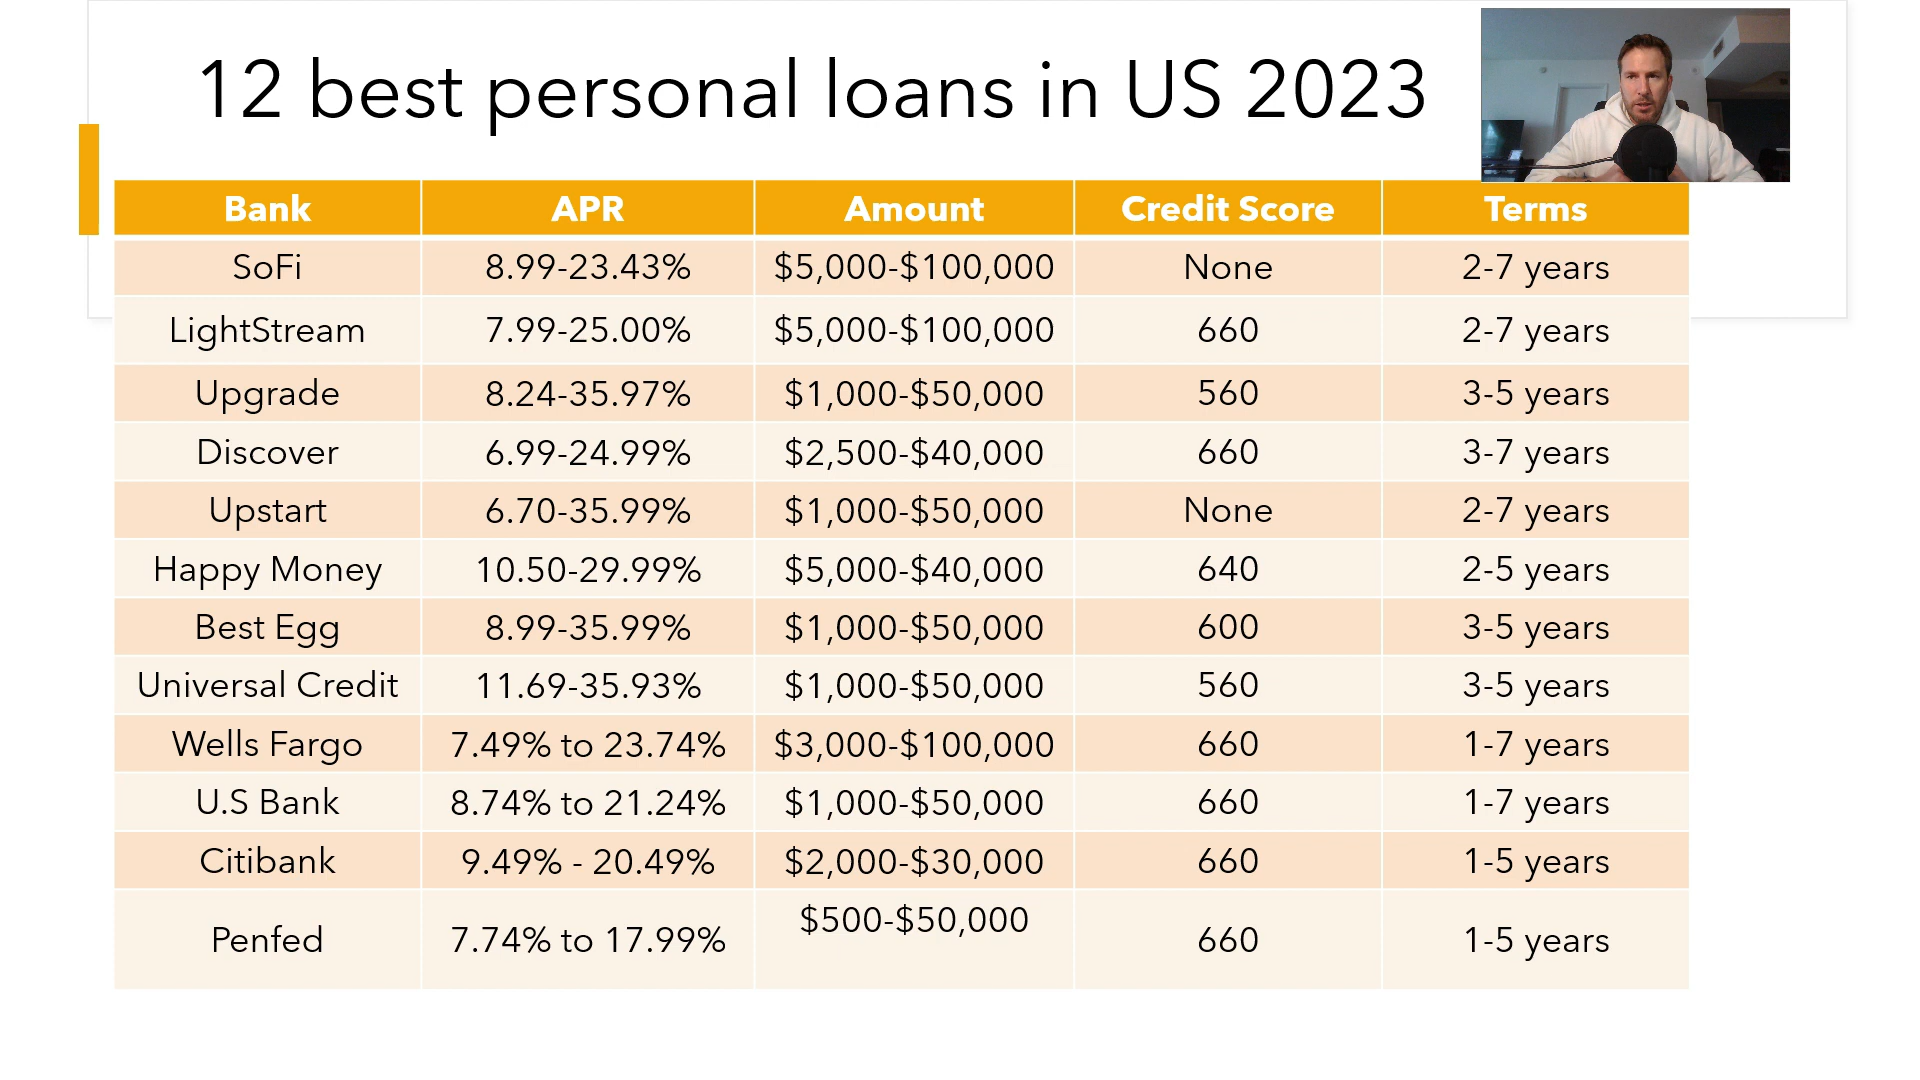 12 best personal loans in US 2023
Bank APR Amount Credit Score Terms
SoFi 8.99-23.43% $5,000-$100,000 None 2-7 years
LightStream 7.99-25.00% $5,000-$100,000 660 2-7 years
Upgrade 8.24-35.97% $1,000-$50,000 560 3-5 years
Discover 6.99-24.99% $2,500-$40,000 660 3-7 years
Upstart 6.70-35.99% $1,000-$50,000 None 2-7 years
Happy Money 10.50-29.99% $5,000-$40,000 640 2-5 years
Best Egg 8.99-35.99% $1,000-$50,000 600 3-5 years
Universal Credit 11.69-35.93% $1,000-$50,000 560 3-5 years
Wells Fargo 7.49% to 23.74% $3,000-$100,000 660 1-7 years
U.S Bank 8.74% to 21.24% $1,000-$50,000 660 1-7 years
Citibank 9.49% - 20.49% $2,000-$30,000 660 1-5 years
Penfed 7.74% to 17.99% $500-$50,000 660 1-5 years